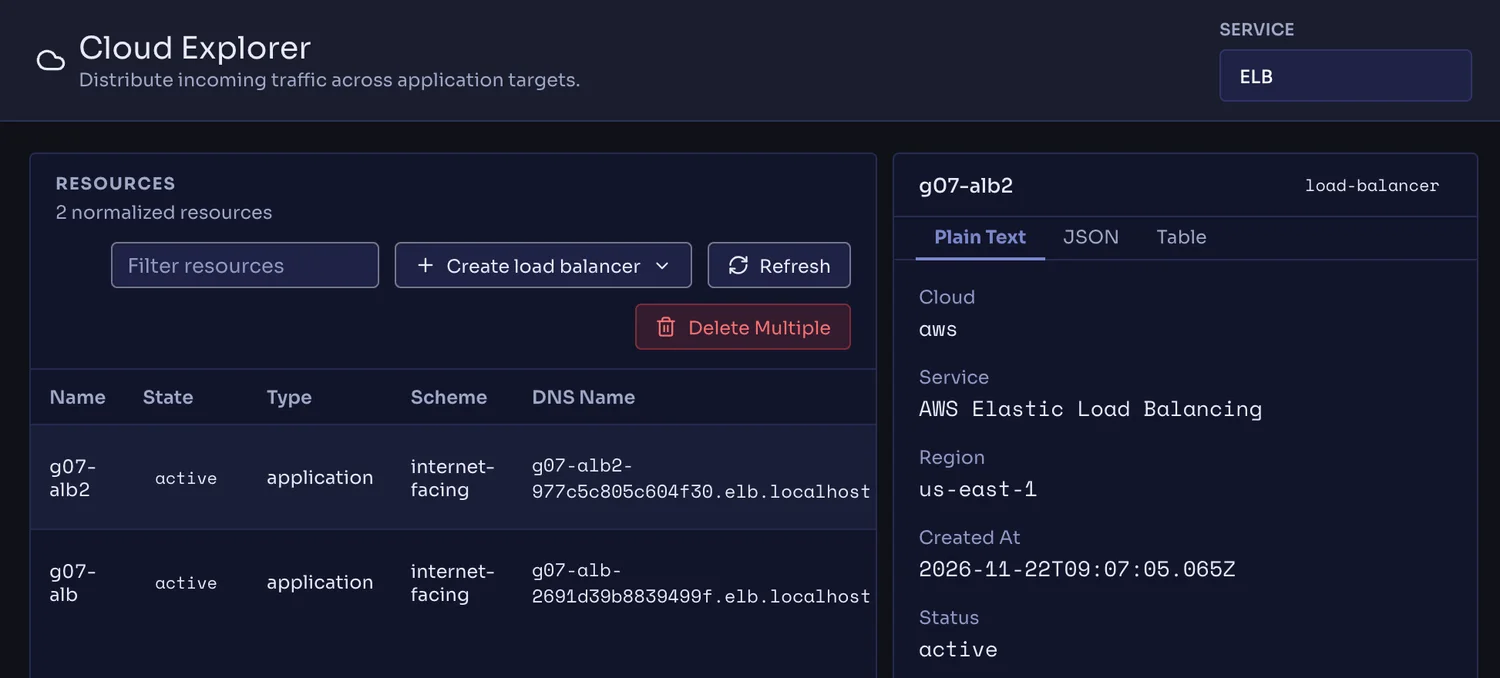 Cloud Explorer
Distribute incoming traffic across application targets.
SERVICE
ELB
RESOURCES
2 normalized resources
Filter resources
Create load balancer
Refresh
Delete Multiple
Name State Type Scheme DNS Name
g07-
alb2
active
application
internet-
facing
g07-alb2-
977c5c805c604f30.elb.localhost
g07-
alb
active
application
internet-
facing
g07-alb-
2691d39b8839499f.elb.localhost
g07-alb2
load-balancer
Plain Text JSON Table
Cloud
aws
Service
AWS Elastic Load Balancing
Region
us-east-1
Created At
2026-11-22T09:07:05.065Z
Status
active